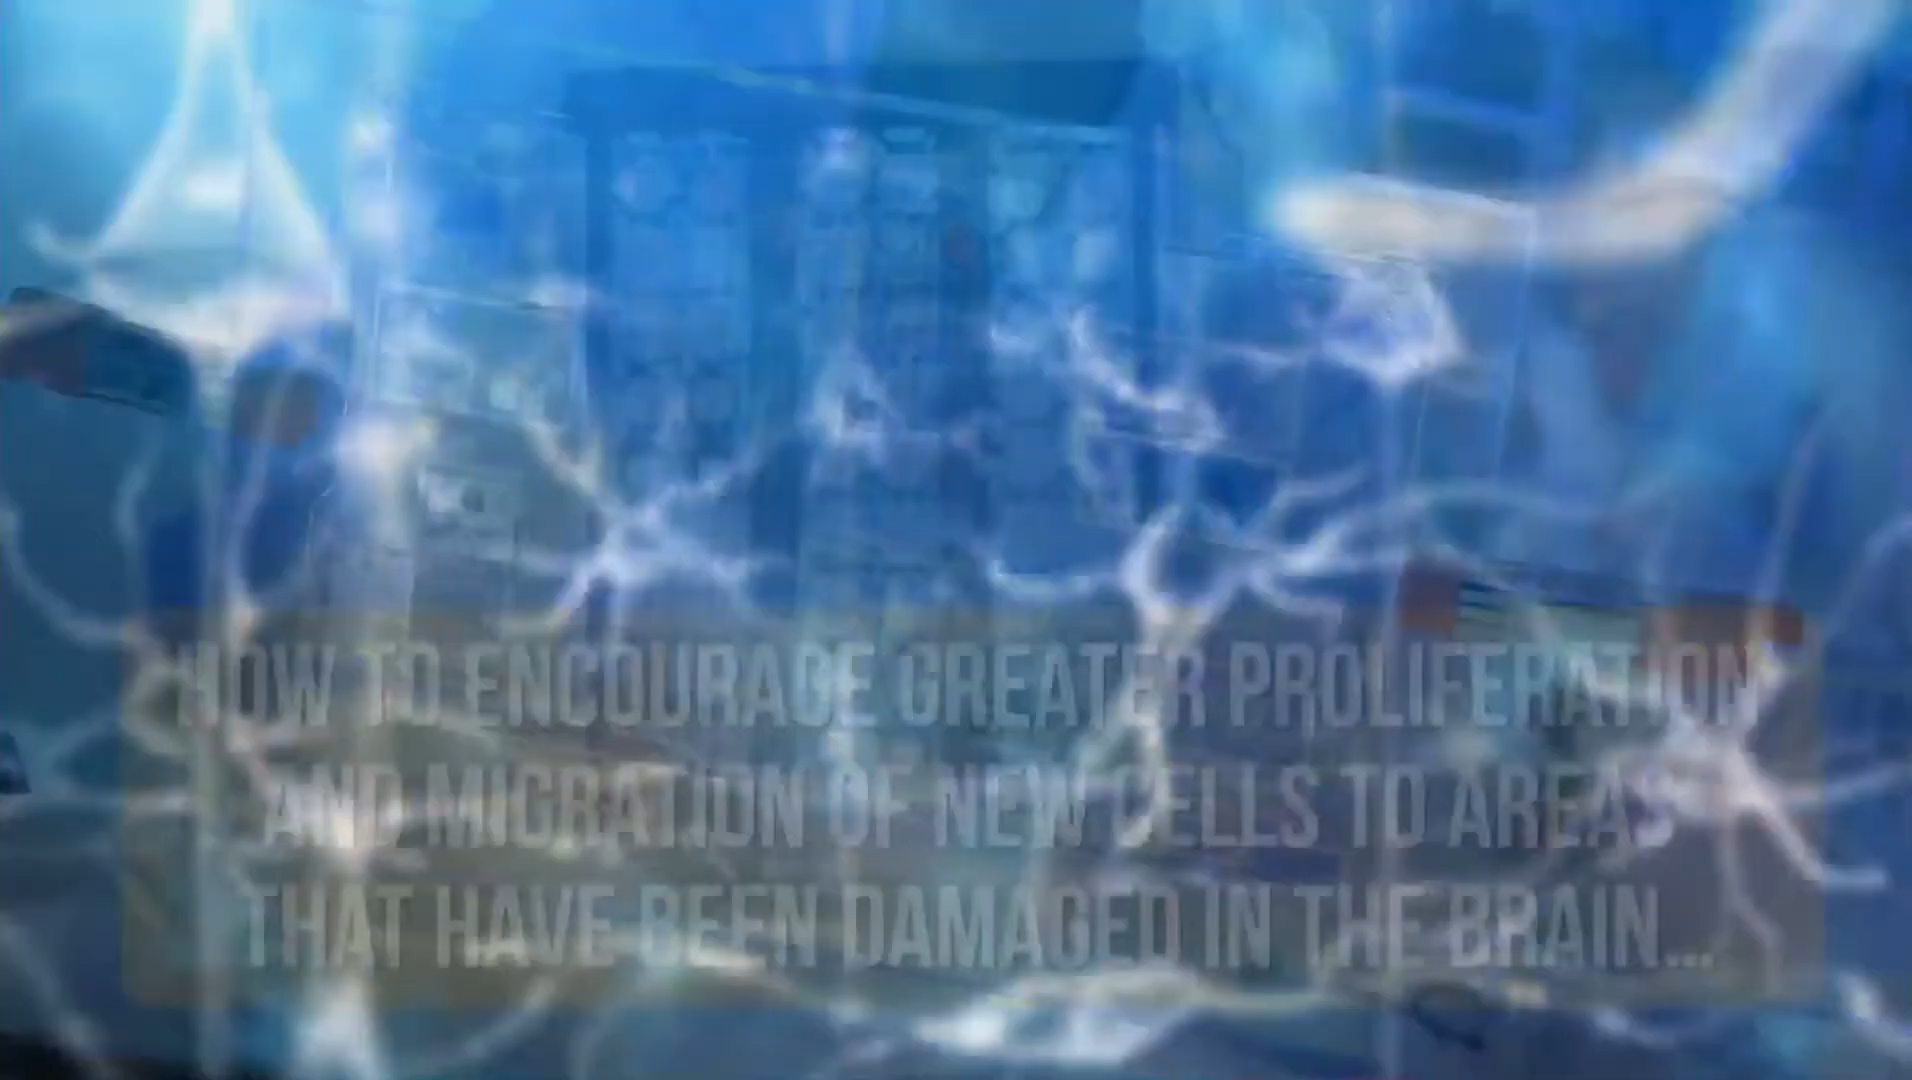 HOW TO ENCOURAGE GREATER PROLIFERATION
AND MIGRATION OF NEW CELLS TO AREAS
THAT HAVE BEEN DAMAGED IN THE BRAIN...